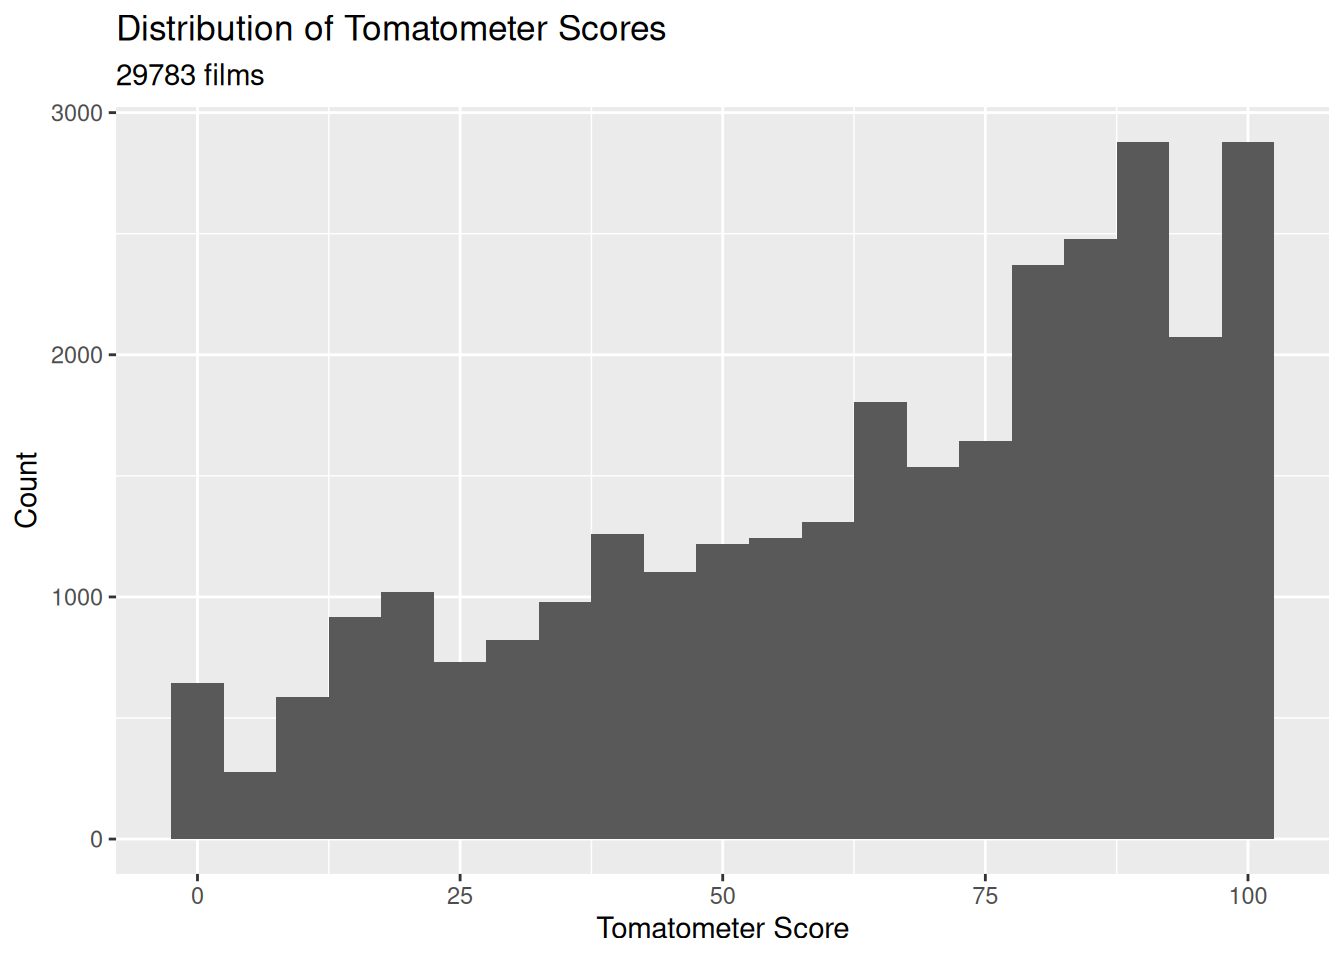 Distribution of Tomatometer Scores
29783 films
3000
2000
1000
0
Count
0 25 50 75 100
Tomatometer Score